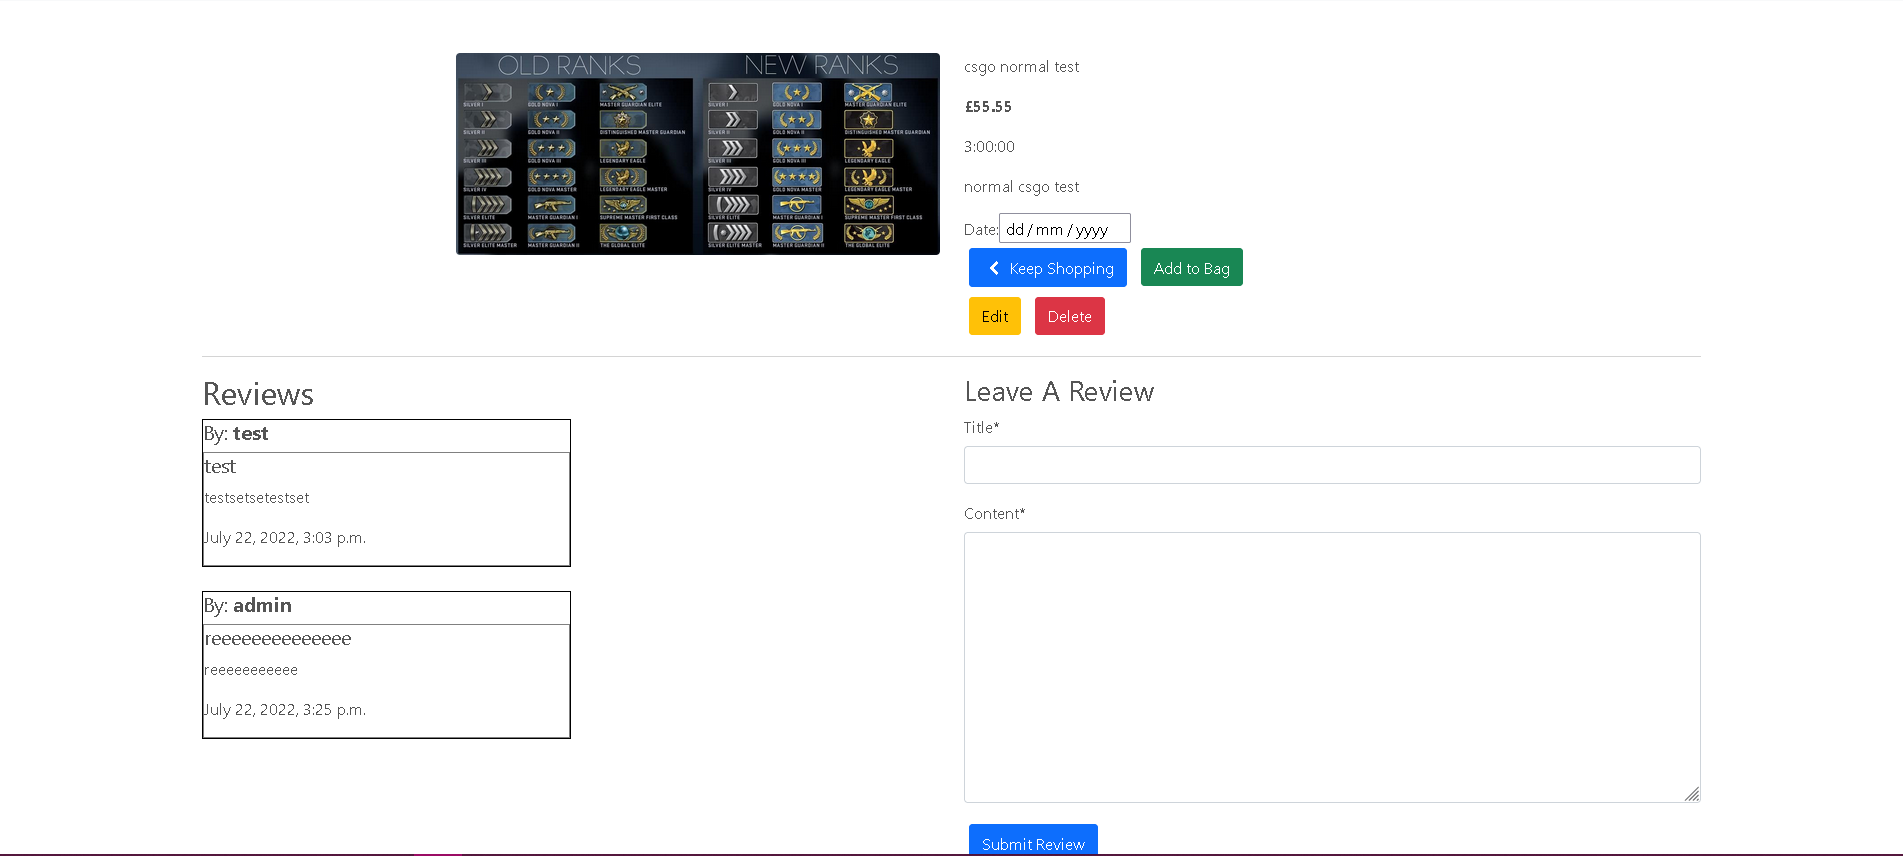 OLD RANKS NEW RANKS
SILVER I GOLD NOVA I MASTER GUARDIAN ELITE SILVER I GOLD NOVA I MASTER GUARDIAN ELITE
SILVER II GOLD NOVA II DISTINGUISHED MASTER GUARDIAN SILVER II GOLD NOVA II DISTINGUISHED MASTER GUARDIAN
SILVER III GOLD NOVA III LEGENDARY EAGLE SILVER III GOLD NOVA III LEGENDARY EAGLE
SILVER IV GOLD NOVA MASTER LEGENDARY EAGLE MASTER SILVER IV GOLD NOVA MASTER LEGENDARY EAGLE MASTER
SILVER ELITE MASTER GUARDIAN I SUPREME MASTER FIRST CLASS SILVER ELITE MASTER GUARDIAN I SUPREME MASTER FIRST CLASS
SILVER ELITE MASTER MASTER GUARDIAN II THE GLOBAL ELITE SILVER ELITE MASTER MASTER GUARDIAN II THE GLOBAL ELITE
csgo normal test
£55.55
3:00:00
normal csgo test
Date: dd / mm / yyyy
Keep Shopping Add to Bag
Edit Delete
Reviews
By: test
test
testsetsetestset
July 22, 2022, 3:03 p.m.
By: admin
reeeeeeeeeeeeee
reeeeeeeeeee
July 22, 2022, 3:25 p.m.
Leave A Review
Title*
Content*
Submit Review